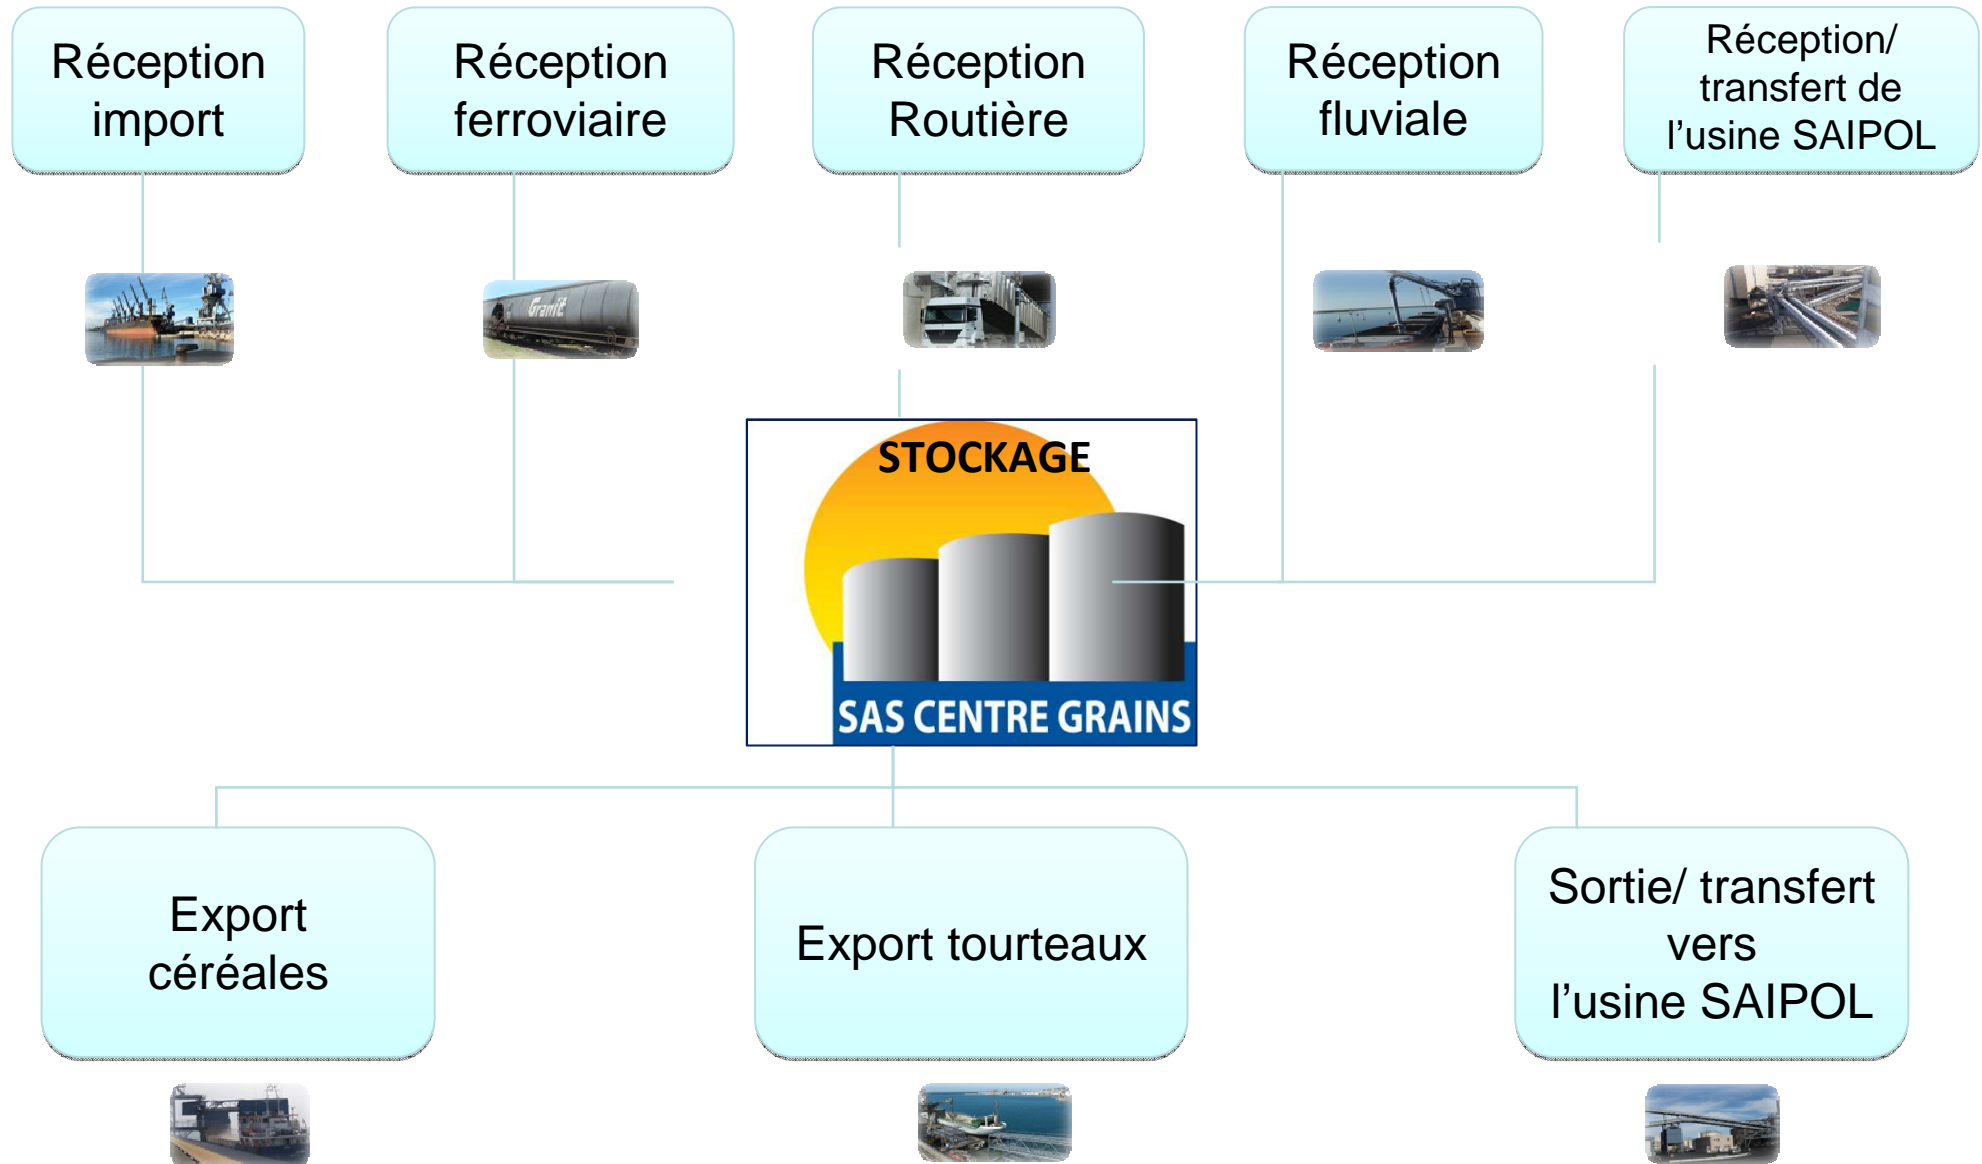 Réception
import
Réception
ferroviaire
Réception
Routière
Réception
fluviale
Réception/
transfert de
l'usine SAIPOL
Granit
STOCKAGE
SAS CENTRE GRAINS
Export
céréales
Export tourteaux
Sortie/ transfert
vers
l'usine SAIPOL